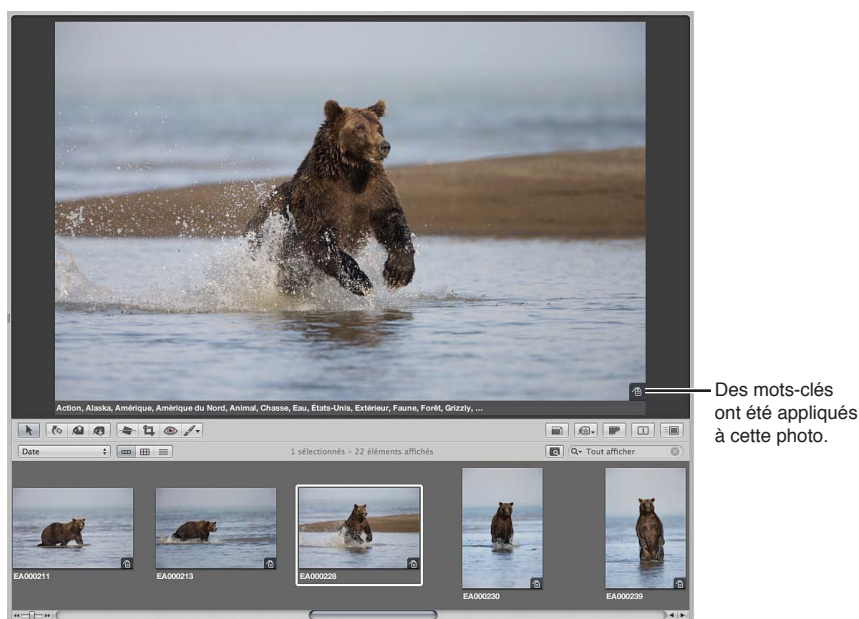 Action, Alaska, Amérique, Amérique du Nord, Animal, Chasse, Eau, États-Unis, Extérieur, Faune, Forêt, Grizzly, ...
Des mots-clés
ont été appliqués
à cette photo.
1
Date
1 sélectionnés – 22 éléments affichés
Tout afficher
EA000211
EA000213
EA000228
EA000230
EA000239